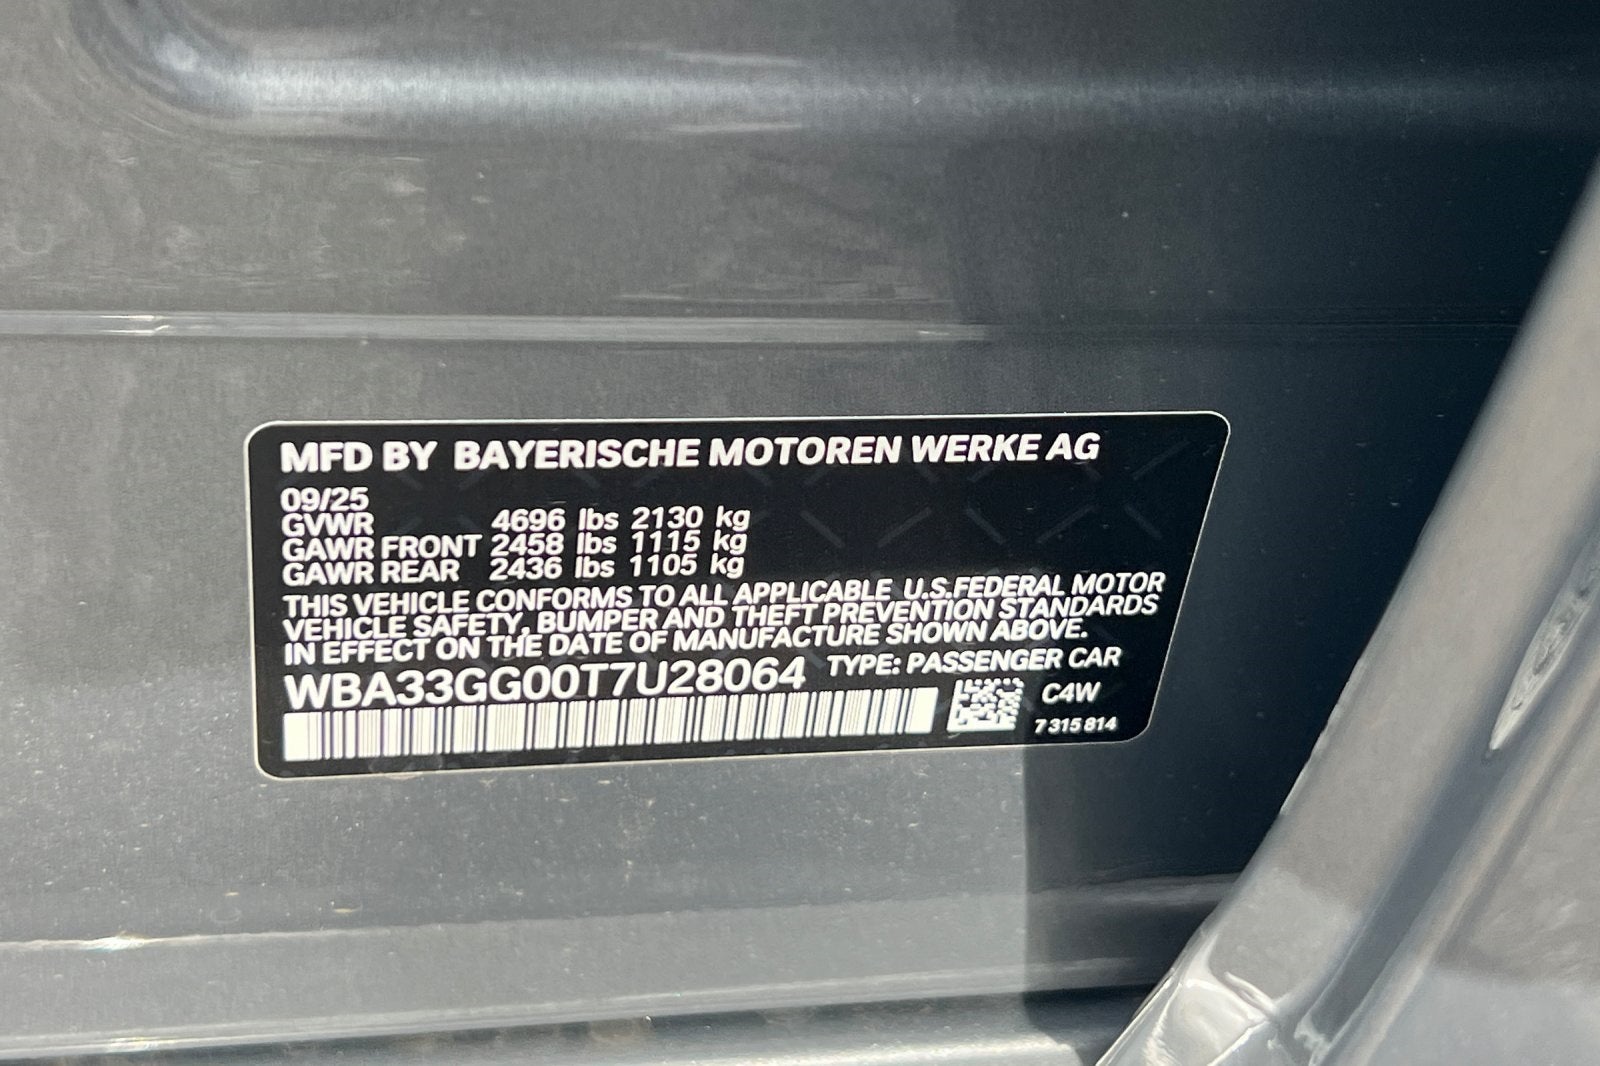 MFD BY BAYERISCHE MOTOREN WERKE AG
09/25
GVWR 4696 lbs 2130 kg
GAWR FRONT 2458 lbs 1115 kg
GAWR REAR 2436 lbs 1105 kg
THIS VEHICLE CONFORMS TO ALL APPLICABLE U.S.FEDERAL MOTOR
VEHICLE SAFETY, BUMPER AND THEFT PREVENTION STANDARDS
IN EFFECT ON THE DATE OF MANUFACTURE SHOWN ABOVE.
WBA33GG00T7U28064 TYPE: PASSENGER CAR
C4W
7 315 814